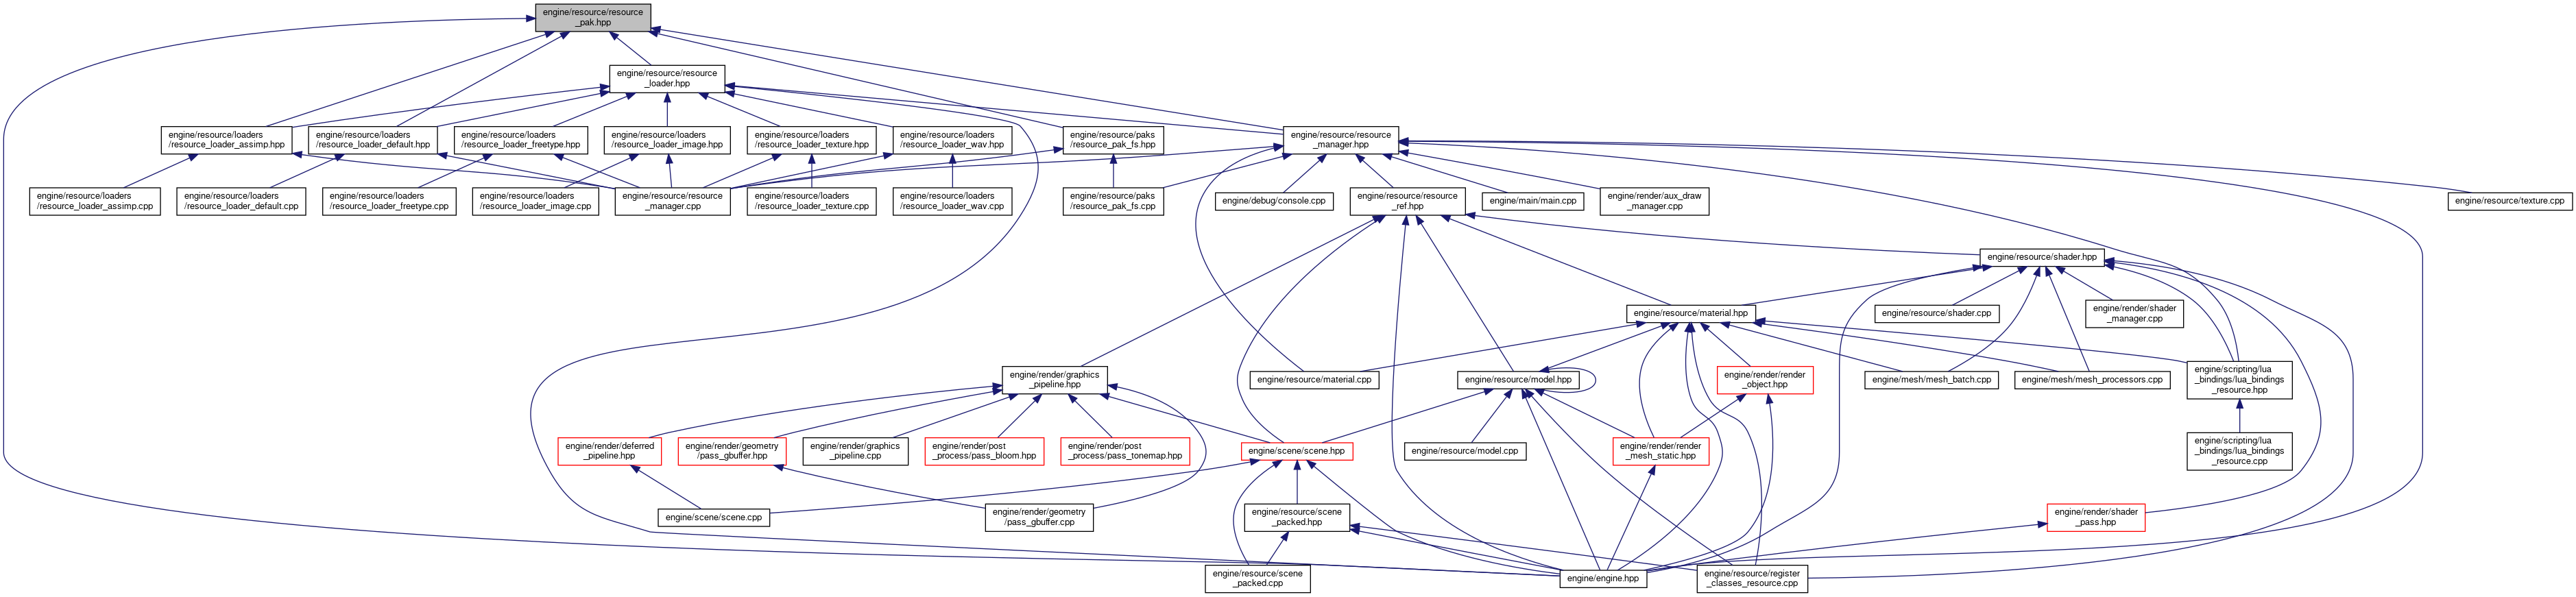 engine/resource/resource
_pak.hpp
engine/resource/resource
_loader.hpp
engine/resource/loaders
/resource_loader_assimp.hpp
engine/resource/loaders
/resource_loader_default.hpp
engine/resource/loaders
/resource_loader_freetype.hpp
engine/resource/loaders
/resource_loader_image.hpp
engine/resource/loaders
/resource_loader_texture.hpp
engine/resource/loaders
/resource_loader_wav.hpp
engine/resource/paks
/resource_pak_fs.hpp
engine/resource/resource
_manager.hpp
engine/resource/loaders
/resource_loader_assimp.cpp
engine/resource/loaders
/resource_loader_default.cpp
engine/resource/loaders
/resource_loader_freetype.cpp
engine/resource/loaders
/resource_loader_image.cpp
engine/resource/resource
_manager.cpp
engine/resource/loaders
/resource_loader_texture.cpp
engine/resource/loaders
/resource_loader_wav.cpp
engine/resource/paks
/resource_pak_fs.cpp
engine/debug/console.cpp
engine/resource/resource
_ref.hpp
engine/main/main.cpp
engine/render/aux_draw
_manager.cpp
engine/resource/texture.cpp
engine/resource/shader.hpp
engine/resource/material.hpp
engine/resource/shader.cpp
engine/render/shader
_manager.cpp
engine/render/graphics
_pipeline.hpp
engine/resource/material.cpp
engine/resource/model.hpp
engine/render/render
_object.hpp
engine/mesh/mesh_batch.cpp
engine/mesh/mesh_processors.cpp
engine/scripting/lua
_bindings/lua_bindings
_resource.hpp
engine/render/deferred
_pipeline.hpp
engine/render/geometry
/pass_gbuffer.hpp
engine/render/graphics
_pipeline.cpp
engine/render/post
_process/pass_bloom.hpp
engine/render/post
_process/pass_tonemap.hpp
engine/scene/scene.hpp
engine/resource/model.cpp
engine/render/render
_mesh_static.hpp
engine/scripting/lua
_bindings/lua_bindings
_resource.cpp
engine/scene/scene.cpp
engine/render/geometry
/pass_gbuffer.cpp
engine/resource/scene
_packed.hpp
engine/render/shader
_pass.hpp
engine/resource/scene
_packed.cpp
engine/engine.hpp
engine/resource/register
_classes_resource.cpp